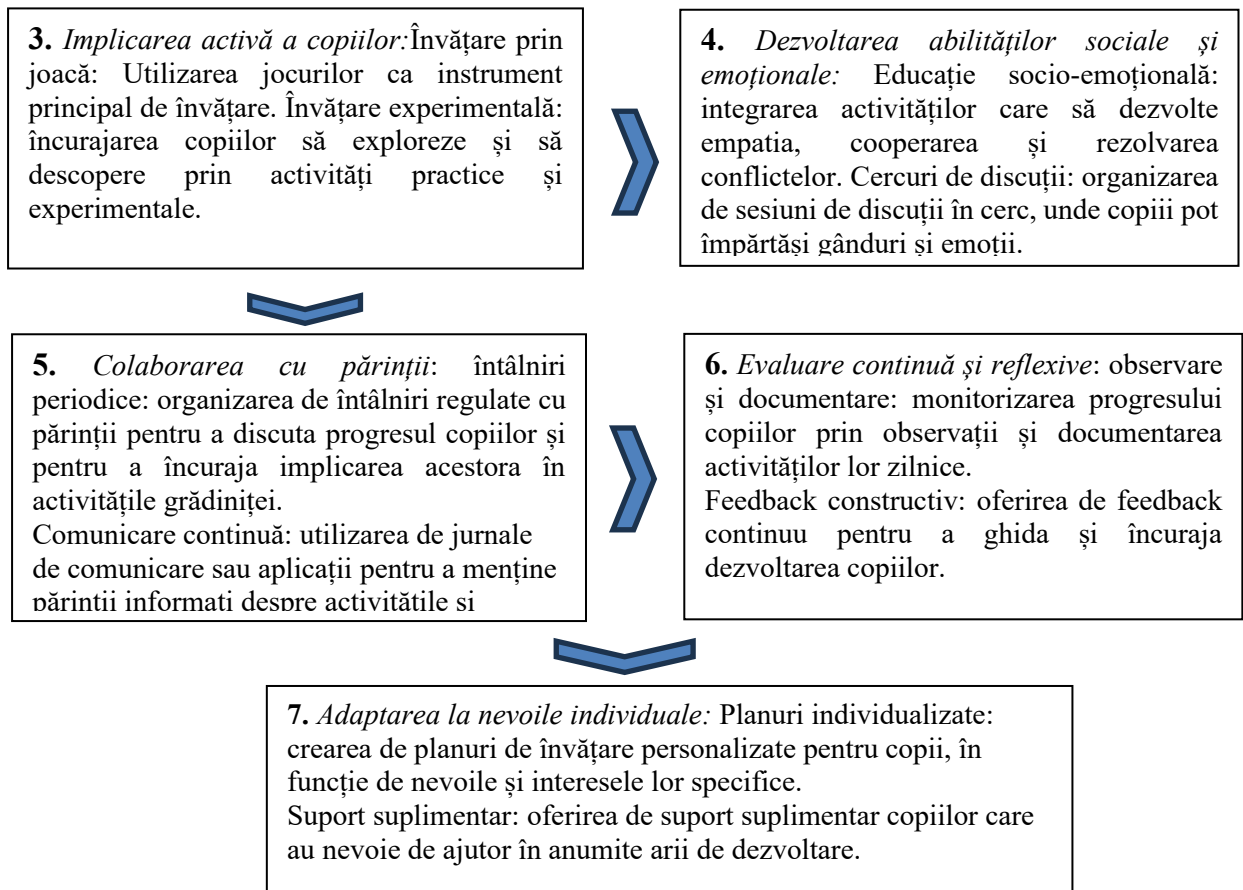 3. Implicarea activă a copiilor:Învățare prin
joacă: Utilizarea jocurilor ca instrument
principal de învățare. Învățare experimentală:
încurajarea copiilor să exploreze și să
descopere prin activități practice și
experimentale.
4. Dezvoltarea abilităților sociale și
emoționale: Educație socio-emoțională:
integrarea activităților care să dezvolte
empatia, cooperarea și rezolvarea
conflictelor. Cercuri de discuții: organizarea
de sesiuni de discuții în cerc, unde copiii pot
împărtăși gânduri și emoții.
5. Colaborarea cu părinții: întâlniri
periodice: organizarea de întâlniri regulate cu
părinții pentru a discuta progresul copiilor și
pentru a încuraja implicarea acestora în
activitățile grădiniței.
Comunicare continuă: utilizarea de jurnale
de comunicare sau aplicații pentru a menține
părinții informați despre activitățile și
6. Evaluare continuă și reflexive: observare
și documentare: monitorizarea progresului
copiilor prin observații și documentarea
activităților lor zilnice.
Feedback constructiv: oferirea de feedback
continuu pentru a ghida și încuraja
dezvoltarea copiilor.
7. Adaptarea la nevoile individuale: Planuri individualizate:
crearea de planuri de învățare personalizate pentru copii, în
funcție de nevoile și interesele lor specifice.
Suport suplimentar: oferirea de suport suplimentar copiilor care
au nevoie de ajutor în anumite arii de dezvoltare.